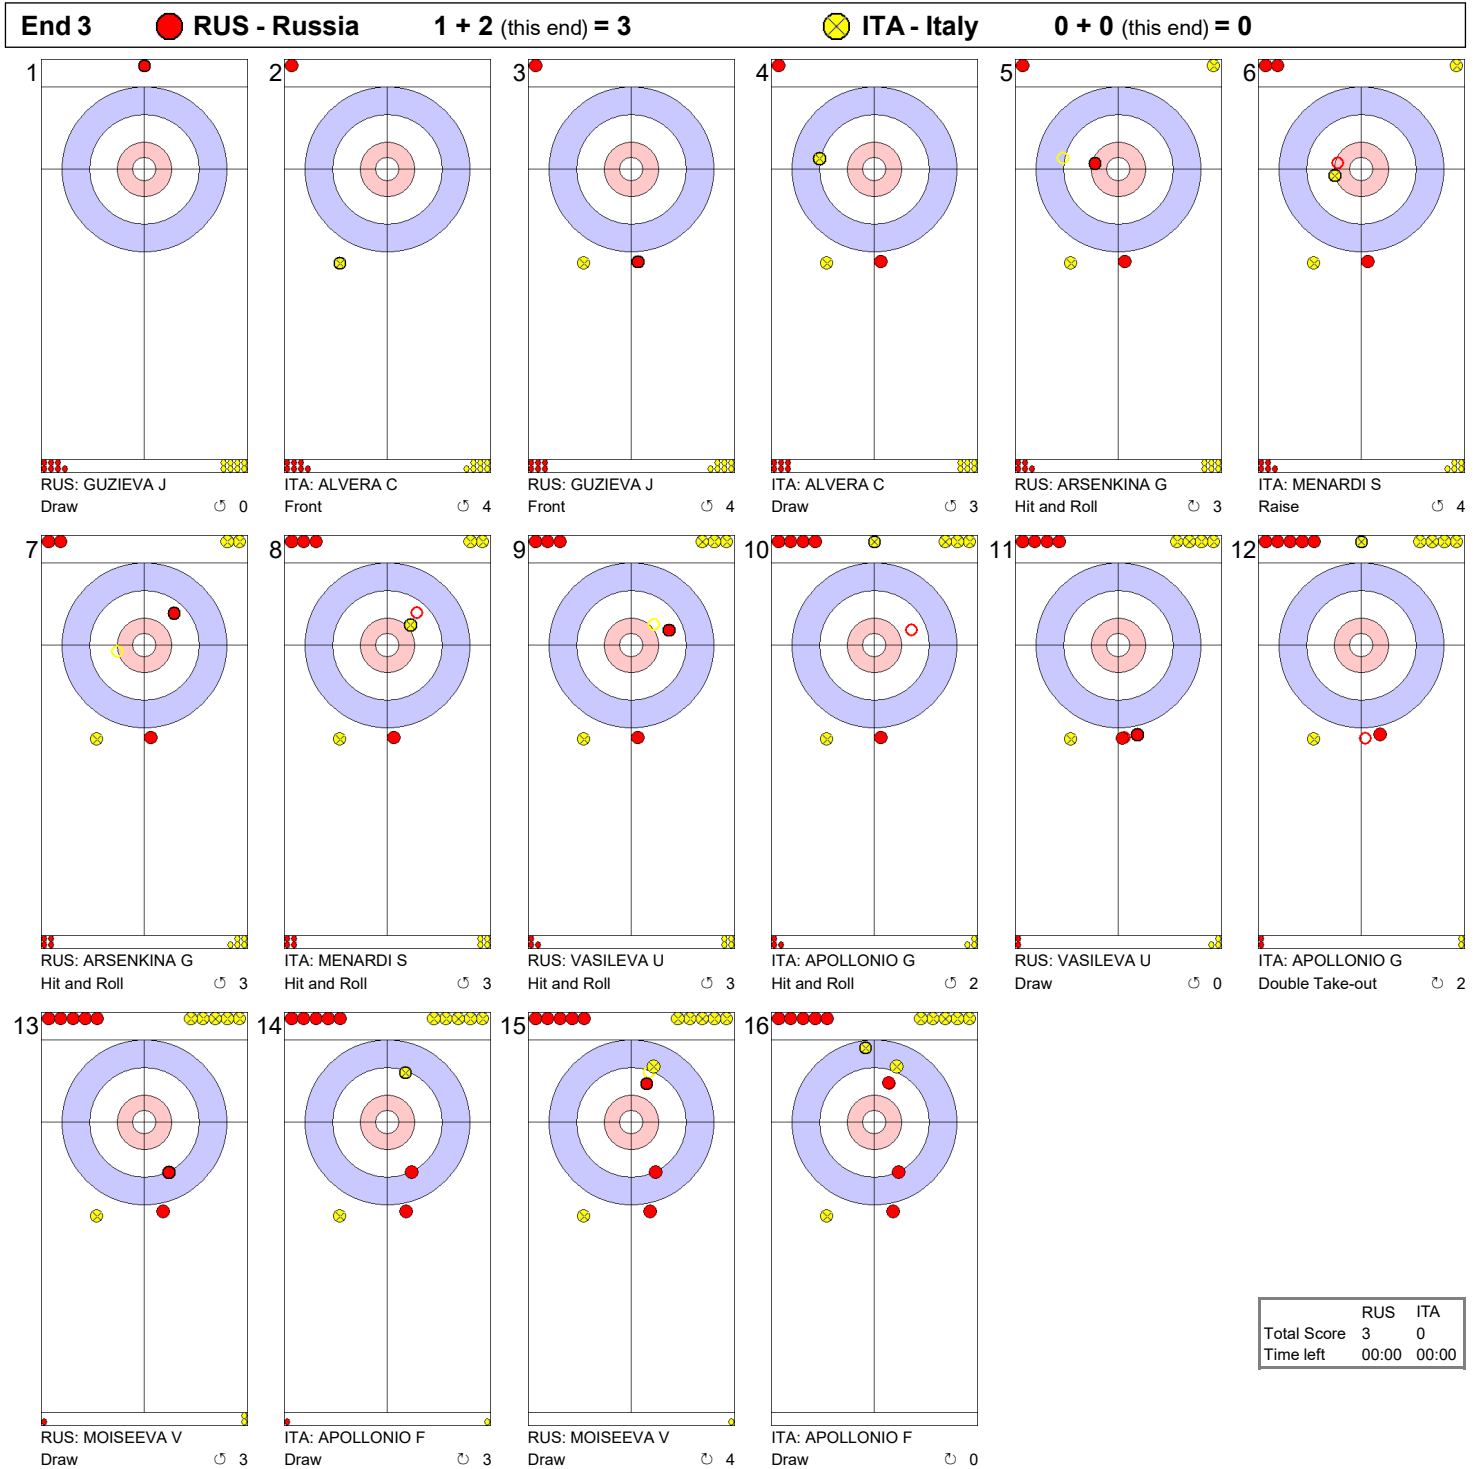 End 3 RUS - Russia 1 + 2 (this end) = 3 ITA - Italy 0 + 0 (this end) = 0
1 2 3 4 5 6
RUS: GUZIEVA J ITA: ALVERA C RUS: GUZIEVA J ITA: ALVERA C RUS: ARSENKINA G ITA: MENARDI S
Draw ↺ 0 Front ↺ 4 Front ↺ 4 Draw ↺ 3 Hit and Roll ↻ 3 Raise ↺ 4
7 8 9 10 11 12
RUS: ARSENKINA G ITA: MENARDI S RUS: VASILEVA U ITA: APOLLONIO G RUS: VASILEVA U ITA: APOLLONIO G
Hit and Roll ↺ 3 Hit and Roll ↺ 3 Hit and Roll ↺ 3 Hit and Roll ↺ 2 Draw ↺ 0 Double Take-out ↻ 2
13 14 15 16
RUS ITA
Total Score 3 0
Time left 00:00 00:00
RUS: MOISEEVA V ITA: APOLLONIO F RUS: MOISEEVA V ITA: APOLLONIO F
Draw ↺ 3 Draw ↻ 3 Draw ↻ 4 Draw ↻ 0